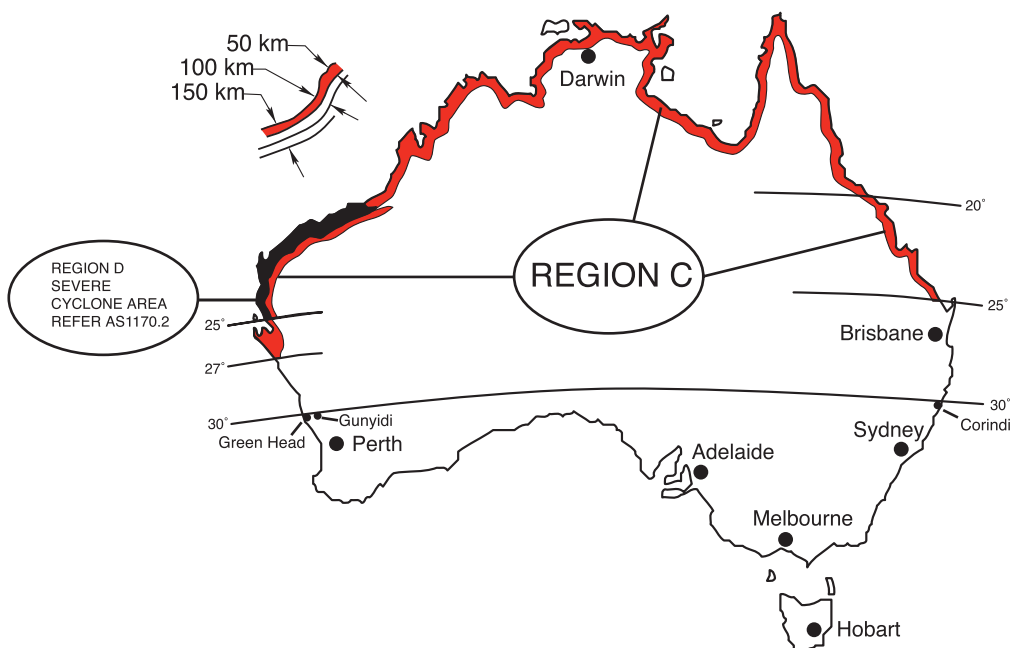 50 km
100 km
150 km
Darwin
20°
REGION C
REGION D
SEVERE
CYCLONE AREA
REFER AS1170.2
25°
25°
Brisbane
27°
30°
30°
Gunyidi
Green Head
Perth
Corindi
Sydney
Adelaide
Melbourne
Hobart